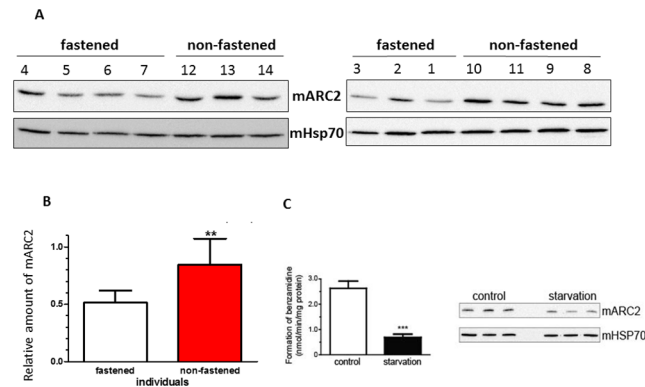 A
fastened non-fastened fastened non-fastened
4 5 6 7 12 13 14 3 2 1 10 11 9 8
mARC2
mHsp70
B
Relative amount of mARC2
1.0
0.5
0.0
**
fastened non-fastened
individuals
C
Formation of benzamidine
(nmol/min/mg protein)
3.0
2.0
1.0
0.0
***
control starvation
control starvation
mARC2
mHSP70